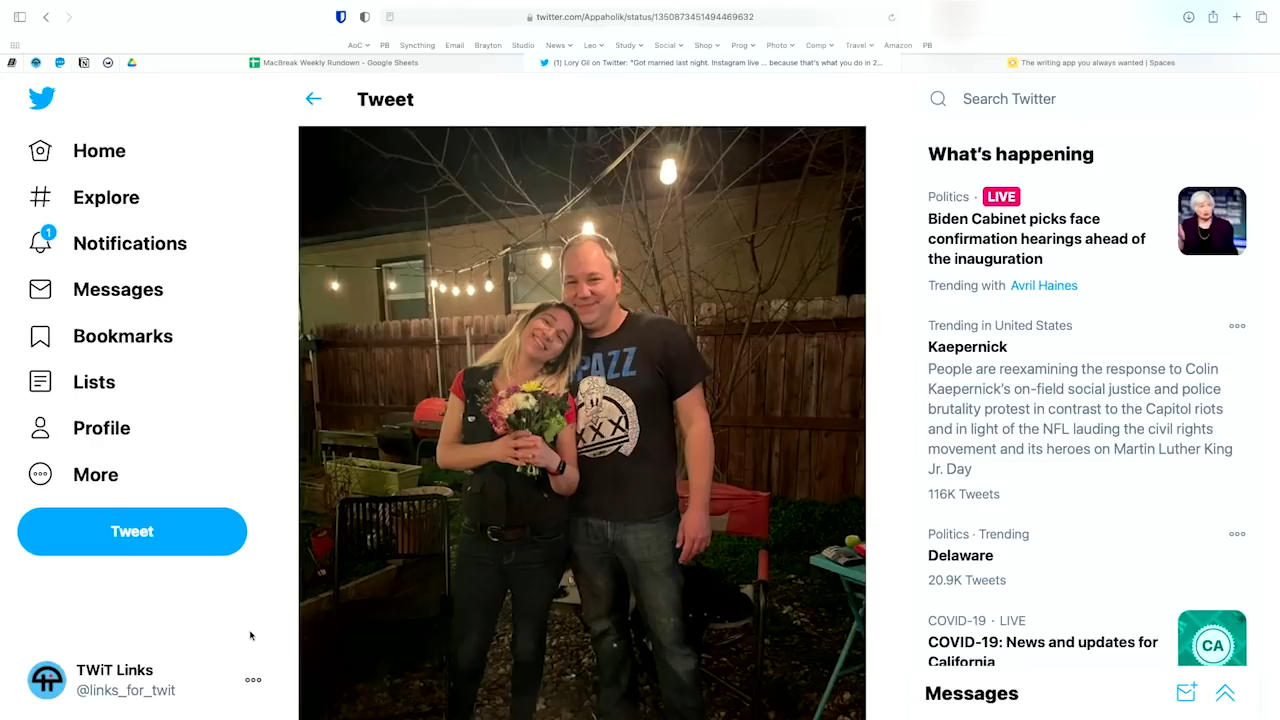 twitter.com/Appaholik/status/1350873451494469632
AoC
PB
Syncthing
Email
Brayton
Studio
News
Leo
Study
Social
Shop
Prog
Photo
Comp
Travel
Amazon
PB
MacBreak Weekly Rundown - Google Sheets
(1) Lory Gil on Twitter: "Got married last night. Instagram live ... because that's what you do in 2...
The writing app you always wanted | Spaces
Home
Explore
1
Notifications
Messages
Bookmarks
Lists
Profile
More
Tweet
TWiT Links
@links_for_twit
Tweet
PAZZ
XXX
Search Twitter
What's happening
Politics · LIVE
Biden Cabinet picks face
confirmation hearings ahead of
the inauguration
Trending with Avril Haines
Trending in United States
Kaepernick
People are reexamining the response to Colin
Kaepernick's on-field social justice and police
brutality protest in contrast to the Capitol riots
and in light of the NFL lauding the civil rights
movement and its heroes on Martin Luther King
Jr. Day
116K Tweets
Politics · Trending
Delaware
20.9K Tweets
COVID-19 · LIVE
COVID-19: News and updates for
California
CA
Messages